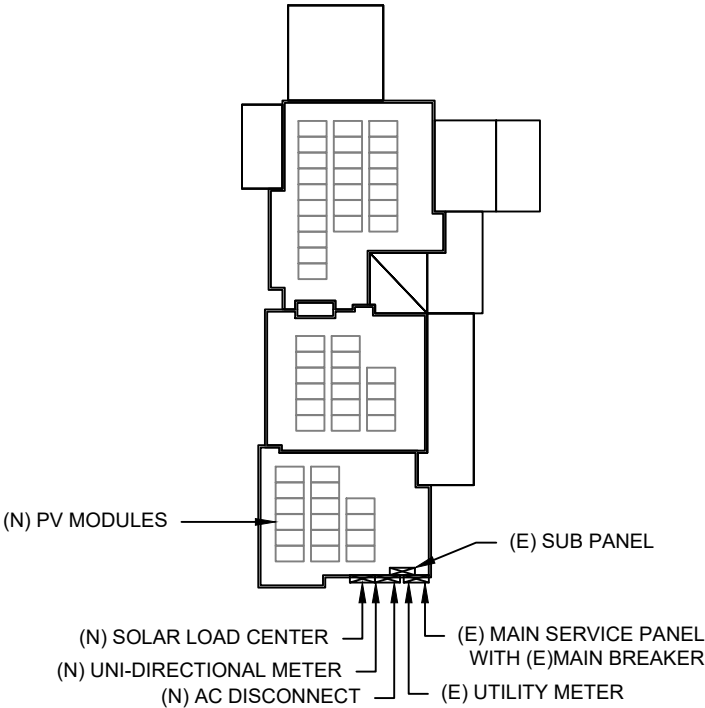 (N) PV MODULES
(E) SUB PANEL
(N) SOLAR LOAD CENTER
(E) MAIN SERVICE PANEL
WITH (E)MAIN BREAKER
(N) UNI-DIRECTIONAL METER
(N) AC DISCONNECT
(E) UTILITY METER